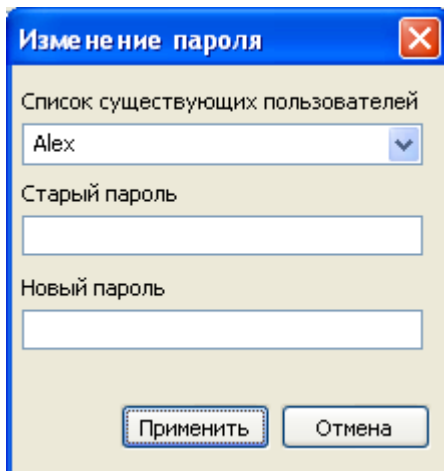 Изменение пароля
Список существующих пользователей
Alex
Старый пароль
Новый пароль
Применить Отмена